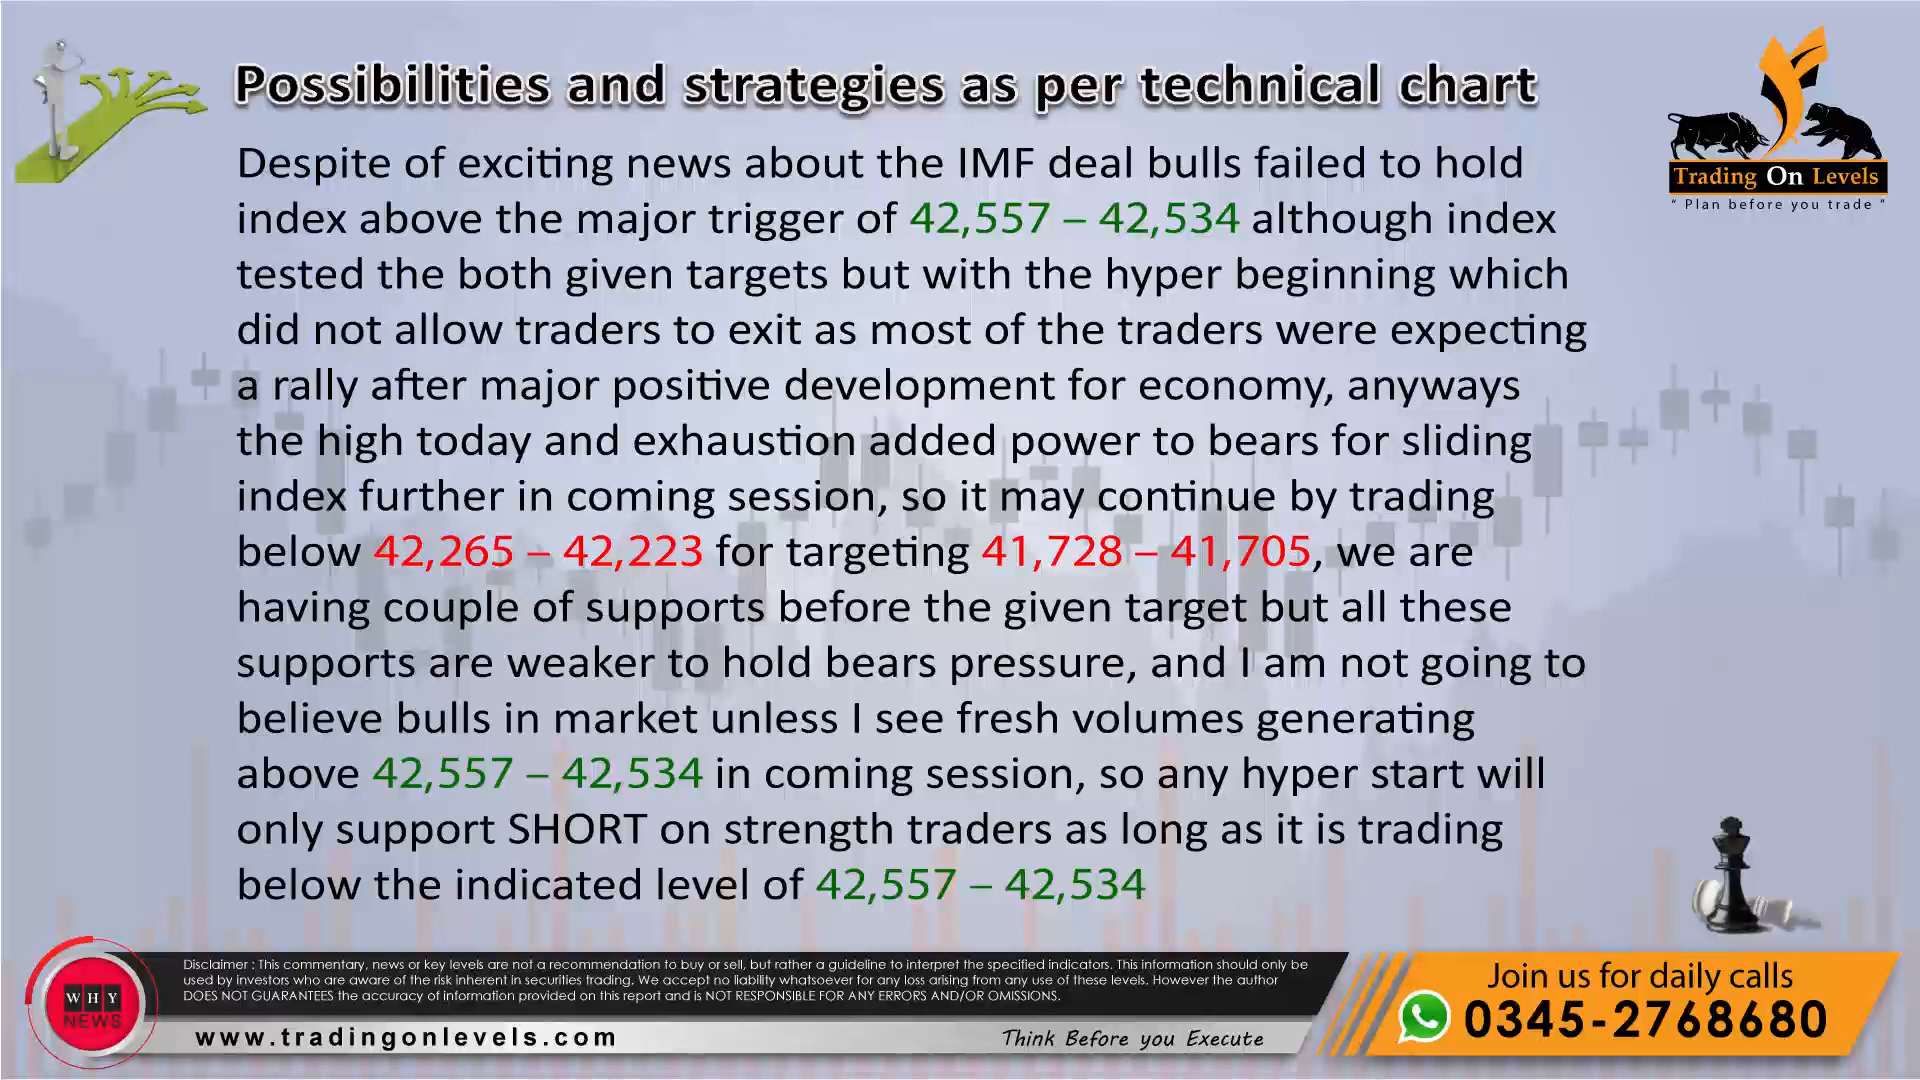 Possibilities and strategies as per technical chart
Despite of exciting news about the IMF deal bulls failed to hold
index above the major trigger of 42,557 – 42,534 although index
tested the both given targets but with the hyper beginning which
did not allow traders to exit as most of the traders were expecting
a rally after major positive development for economy, anyways
the high today and exhaustion added power to bears for sliding
index further in coming session, so it may continue by trading
below 42,265 – 42,223 for targeting 41,728 – 41,705, we are
having couple of supports before the given target but all these
supports are weaker to hold bears pressure, and I am not going to
believe bulls in market unless I see fresh volumes generating
above 42,557 – 42,534 in coming session, so any hyper start will
only support SHORT on strength traders as long as it is trading
below the indicated level of 42,557 – 42,534
Trading On Levels
" Plan before you trade "
WHY
NEWS
Disclaimer : This commentary, news or key levels are not a recommendation to buy or sell, but rather a guideline to interpret the specified indicators. This information should only be
used by investors who are aware of the risk inherent in securities trading. We accept no liability whatsoever for any loss arising from any use of these levels. However the author
DOES NOT GUARANTEES the accuracy of information provided on this report and is NOT RESPONSIBLE FOR ANY ERRORS AND/OR OMISSIONS.
www.tradingonlevels.com
Think Before you Execute
Join us for daily calls
0345-2768680